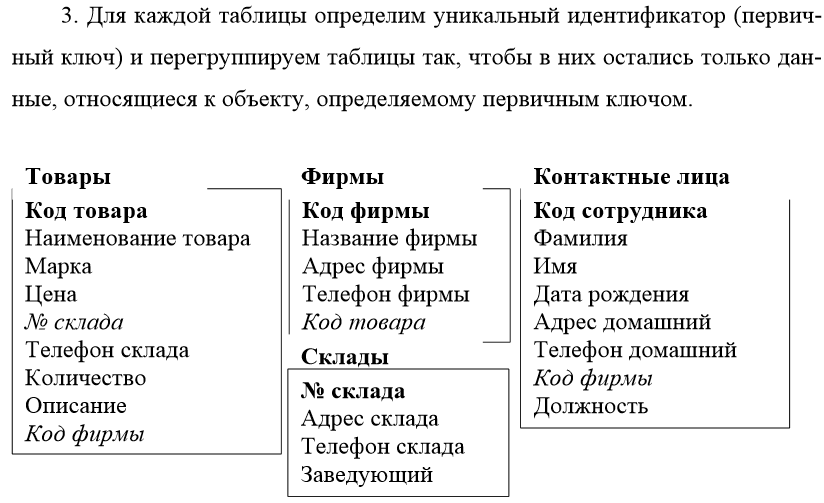 3. Для каждой таблицы определим уникальный идентификатор (первич-
ный ключ) и перегруппируем таблицы так, чтобы в них остались только дан-
ные, относящиеся к объекту, определяемому первичным ключом.
Товары
Код товара
Наименование товара
Марка
Цена
№ склада
Телефон склада
Количество
Описание
Код фирмы
Фирмы
Код фирмы
Название фирмы
Адрес фирмы
Телефон фирмы
Код товара
Склады
№ склада
Адрес склада
Телефон склада
Заведующий
Контактные лица
Код сотрудника
Фамилия
Имя
Дата рождения
Адрес домашний
Телефон домашний
Код фирмы
Должность